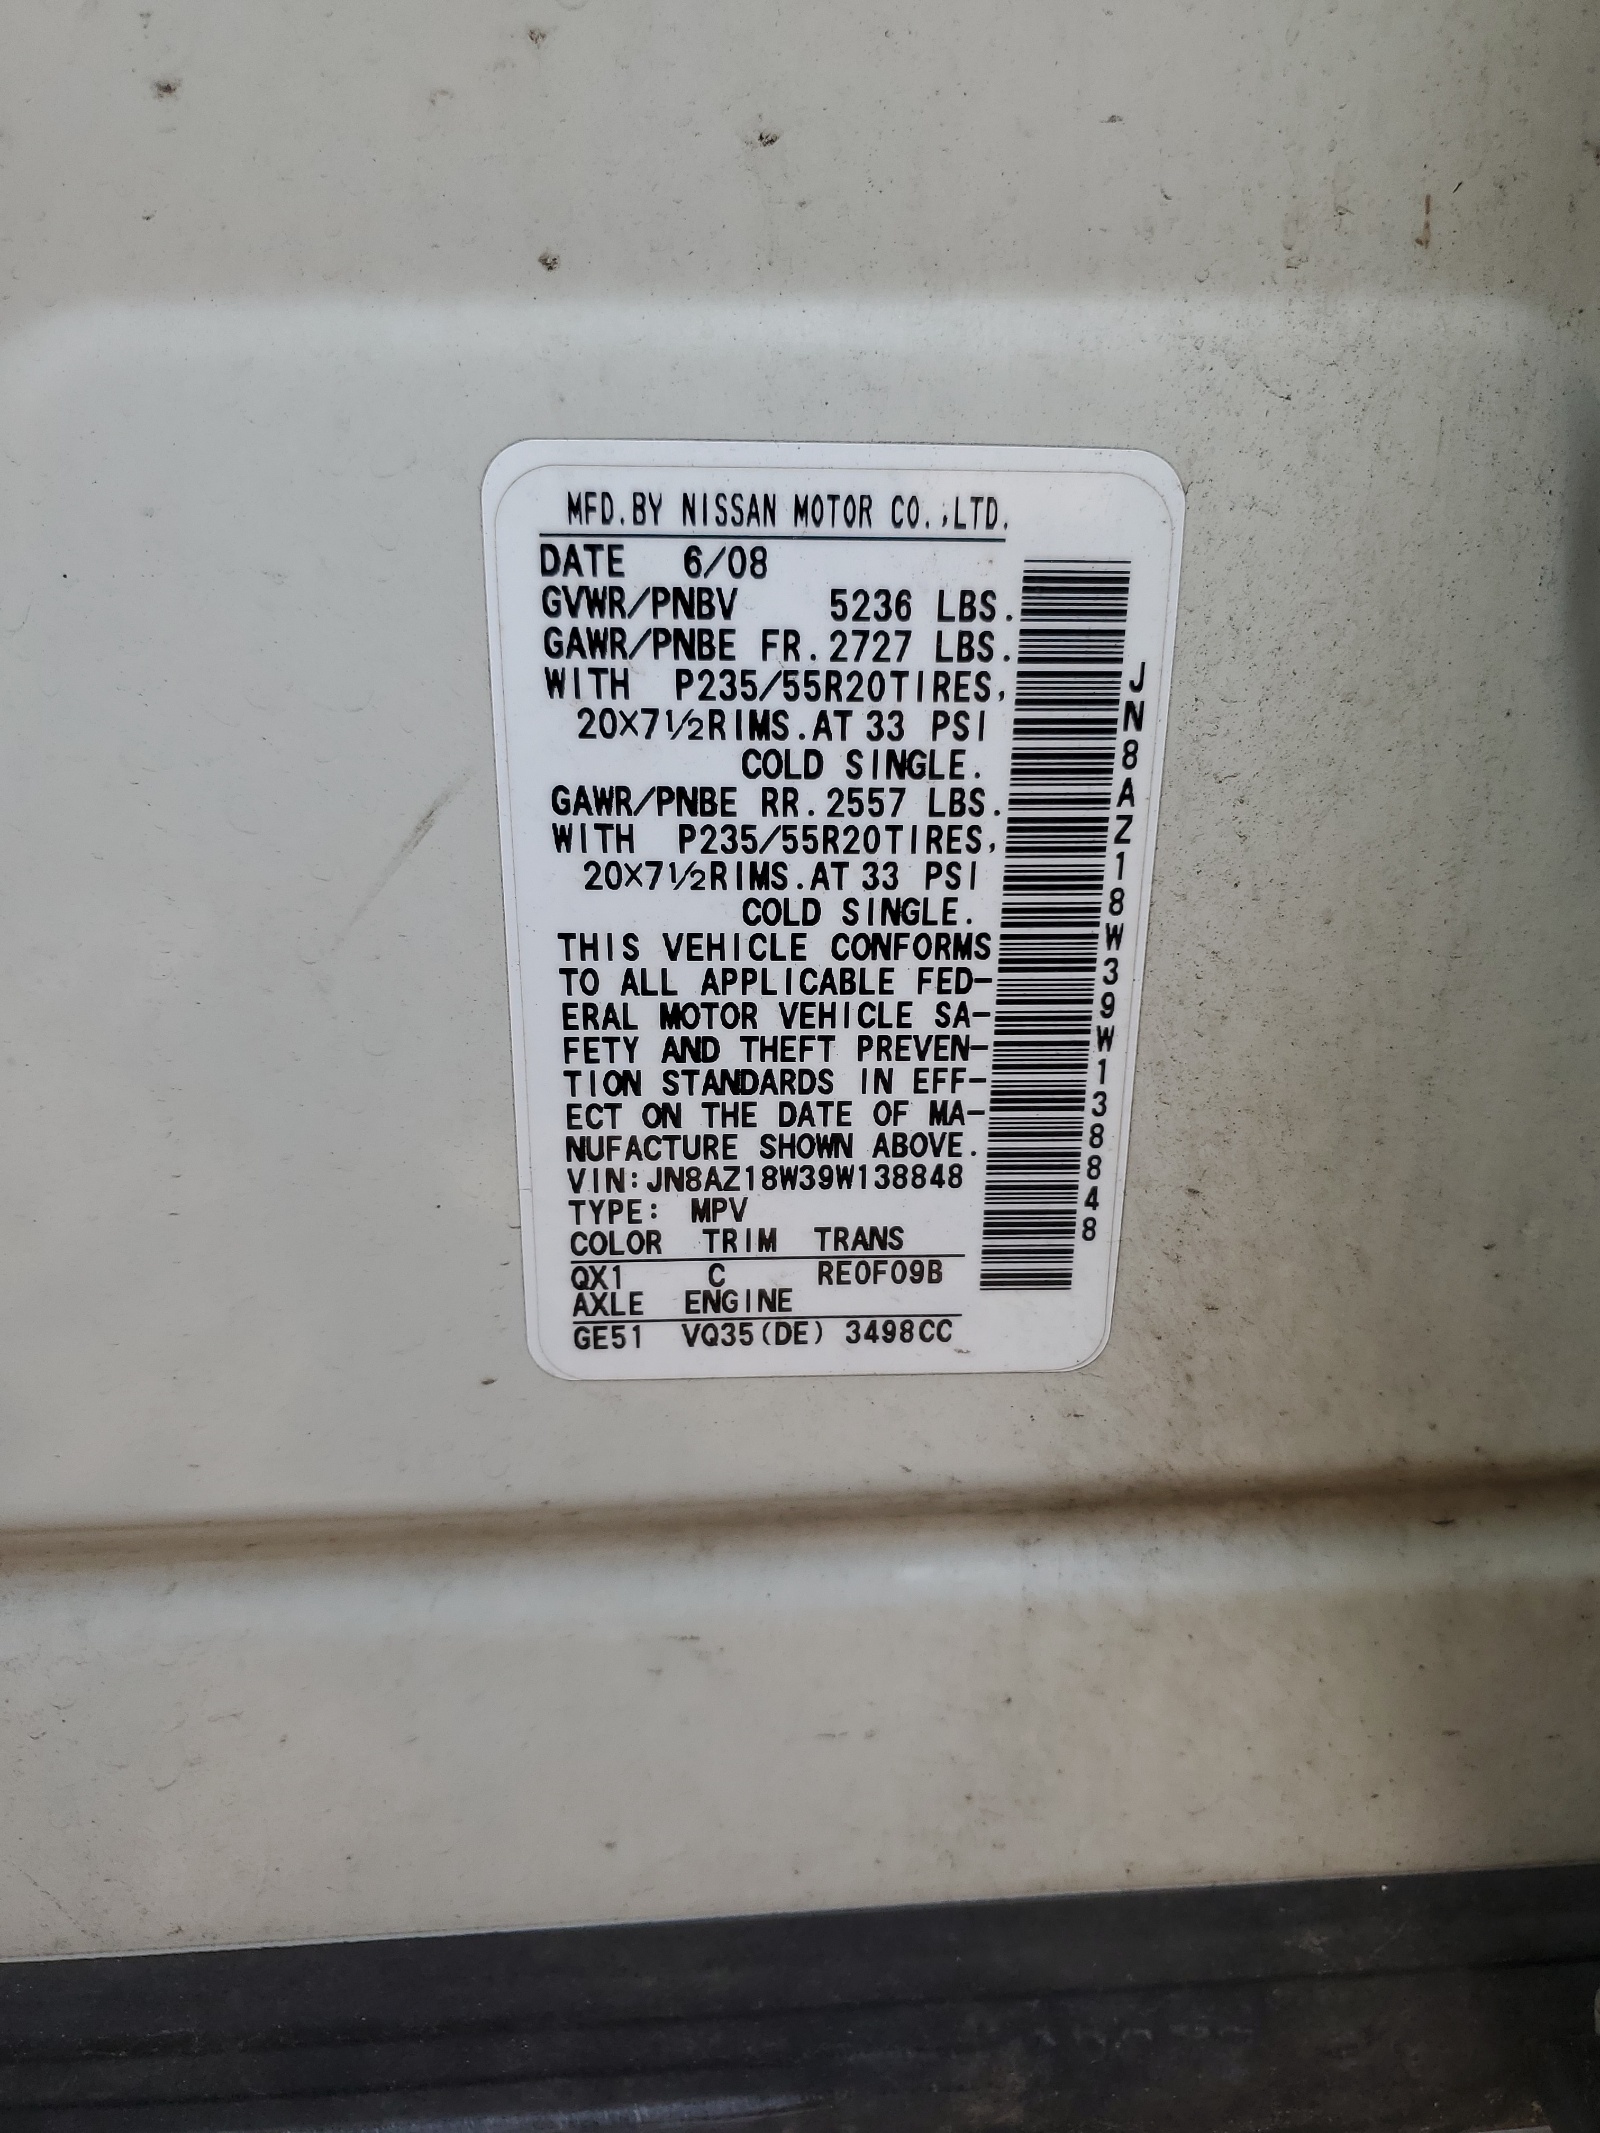 MFD.BY NISSAN MOTOR CO.,LTD.
DATE 6/08
GVWR/PNBV 5236 LBS.
GAWR/PNBE FR.2727 LBS.
WITH P235/55R20TIRES,
20×7½RIMS.AT 33 PSI
COLD SINGLE.
GAWR/PNBE RR.2557 LBS.
WITH P235/55R20TIRES,
20×7½RIMS.AT 33 PSI
COLD SINGLE.
THIS VEHICLE CONFORMS
TO ALL APPLICABLE FED-
ERAL MOTOR VEHICLE SA-
FETY AND THEFT PREVEN-
TION STANDARDS IN EFF-
ECT ON THE DATE OF MA-
NUFACTURE SHOWN ABOVE.
VIN:JN8AZ18W39W138848
TYPE: MPV
COLOR TRIM TRANS
QX1 C RE0F09B
AXLE ENGINE
GE51 VQ35(DE) 3498CC
JN8AZ18W39W138848